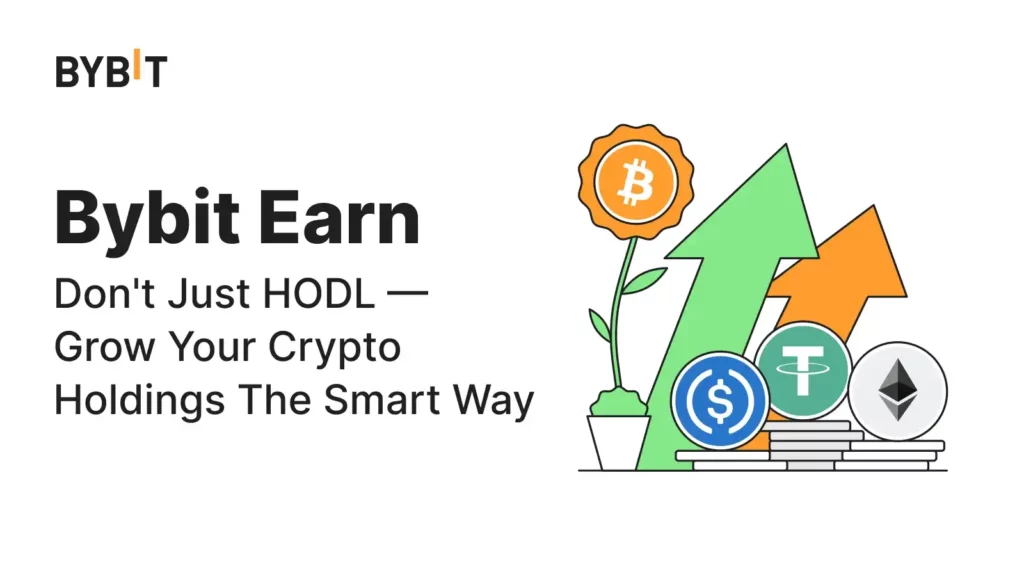 BYBIT
Bybit Earn
Don't Just HODL —
Grow Your Crypto
Holdings The Smart Way